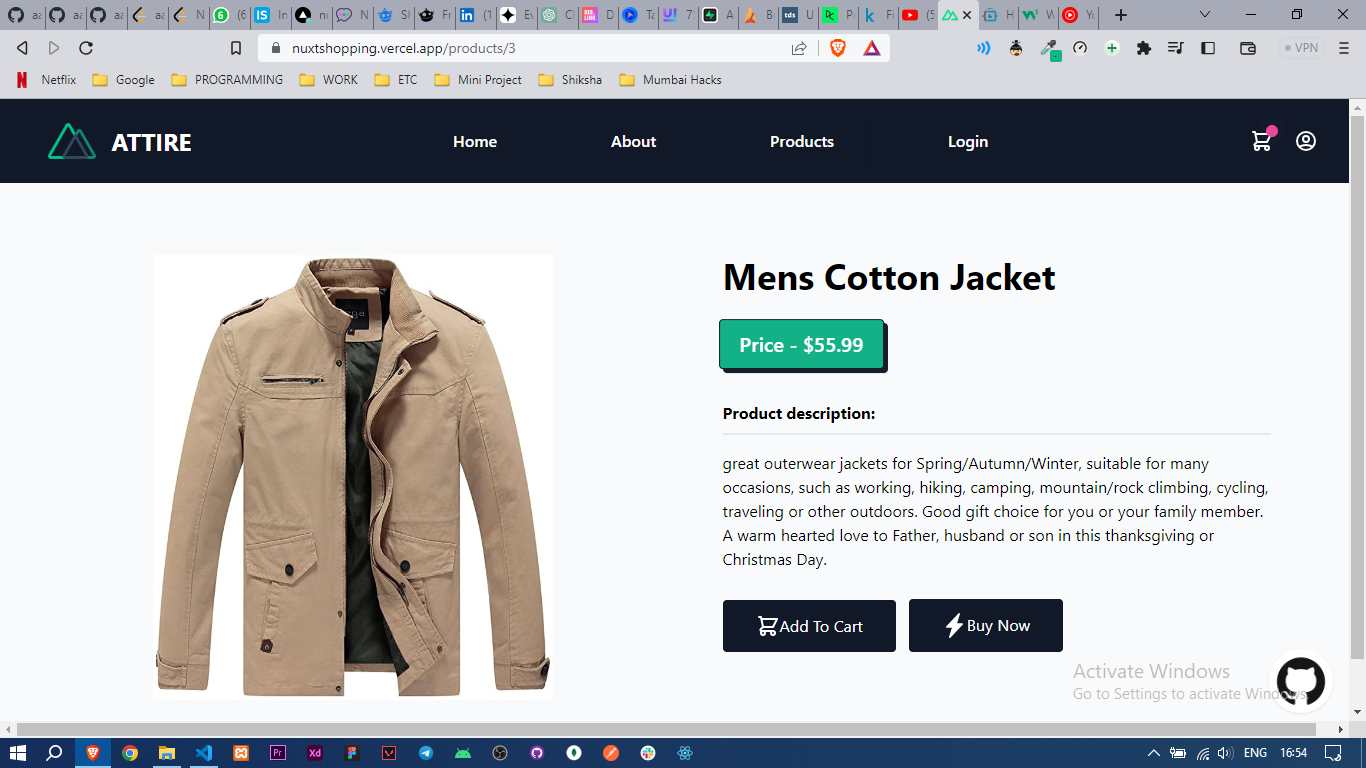 nuxtshopping.vercel.app/products/3
VPN
Netflix
Google
PROGRAMMING
WORK
ETC
Mini Project
Shiksha
Mumbai Hacks
ATTIRE
Home
About
Products
Login
Mens Cotton Jacket
Price - $55.99
Product description:
great outerwear jackets for Spring/Autumn/Winter, suitable for many
occasions, such as working, hiking, camping, mountain/rock climbing, cycling,
traveling or other outdoors. Good gift choice for you or your family member.
A warm hearted love to Father, husband or son in this thanksgiving or
Christmas Day.
Add To Cart
Buy Now
Activate Windows
Go to Settings to activate Windows.
ENG
16:54